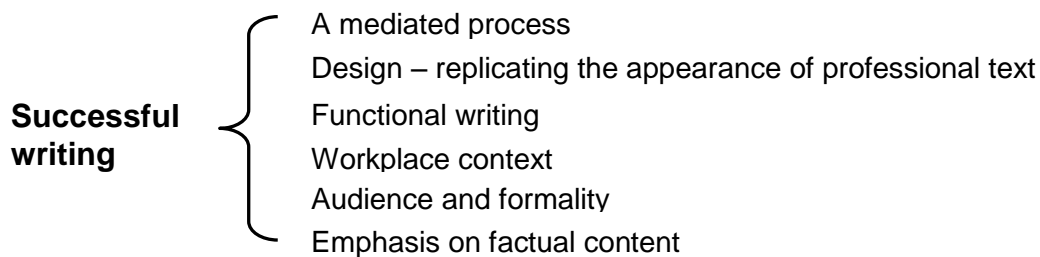 Successful
writing
A mediated process
Design – replicating the appearance of professional text
Functional writing
Workplace context
Audience and formality
Emphasis on factual content